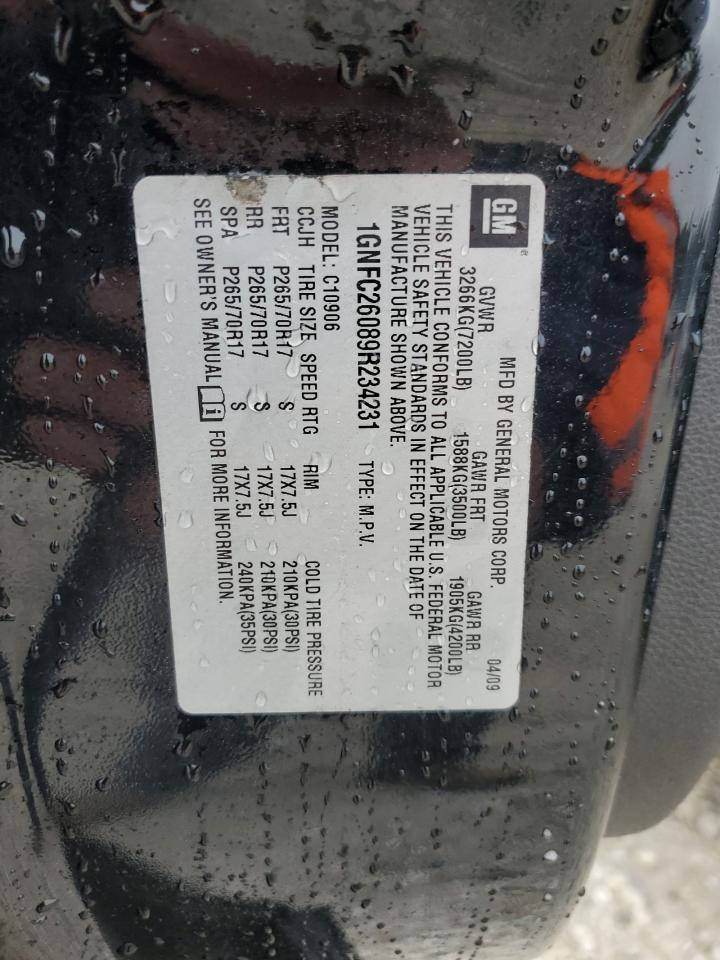 GM
MFD BY GENERAL MOTORS CORP. 04/09
GVWR GAWR FRT GAWR RR
3266KG(7200LB) 1588KG(3500LB) 1905KG(4200LB)
THIS VEHICLE CONFORMS TO ALL APPLICABLE U.S. FEDERAL MOTOR
VEHICLE SAFETY STANDARDS IN EFFECT ON THE DATE OF
MANUFACTURE SHOWN ABOVE.
1GNFC26089R234231 TYPE: M.P.V.
MODEL: C10906
CCJH TIRE SIZE SPEED RTG RIM COLD TIRE PRESSURE
FRT P265/70R17 S 17X7.5J 210KPA(30PSI)
RR P265/70R17 S 17X7.5J 210KPA(30PSI)
SPA P265/70R17 S 17X7.5J 240KPA(35PSI)
SEE OWNER'S MANUAL i FOR MORE INFORMATION.